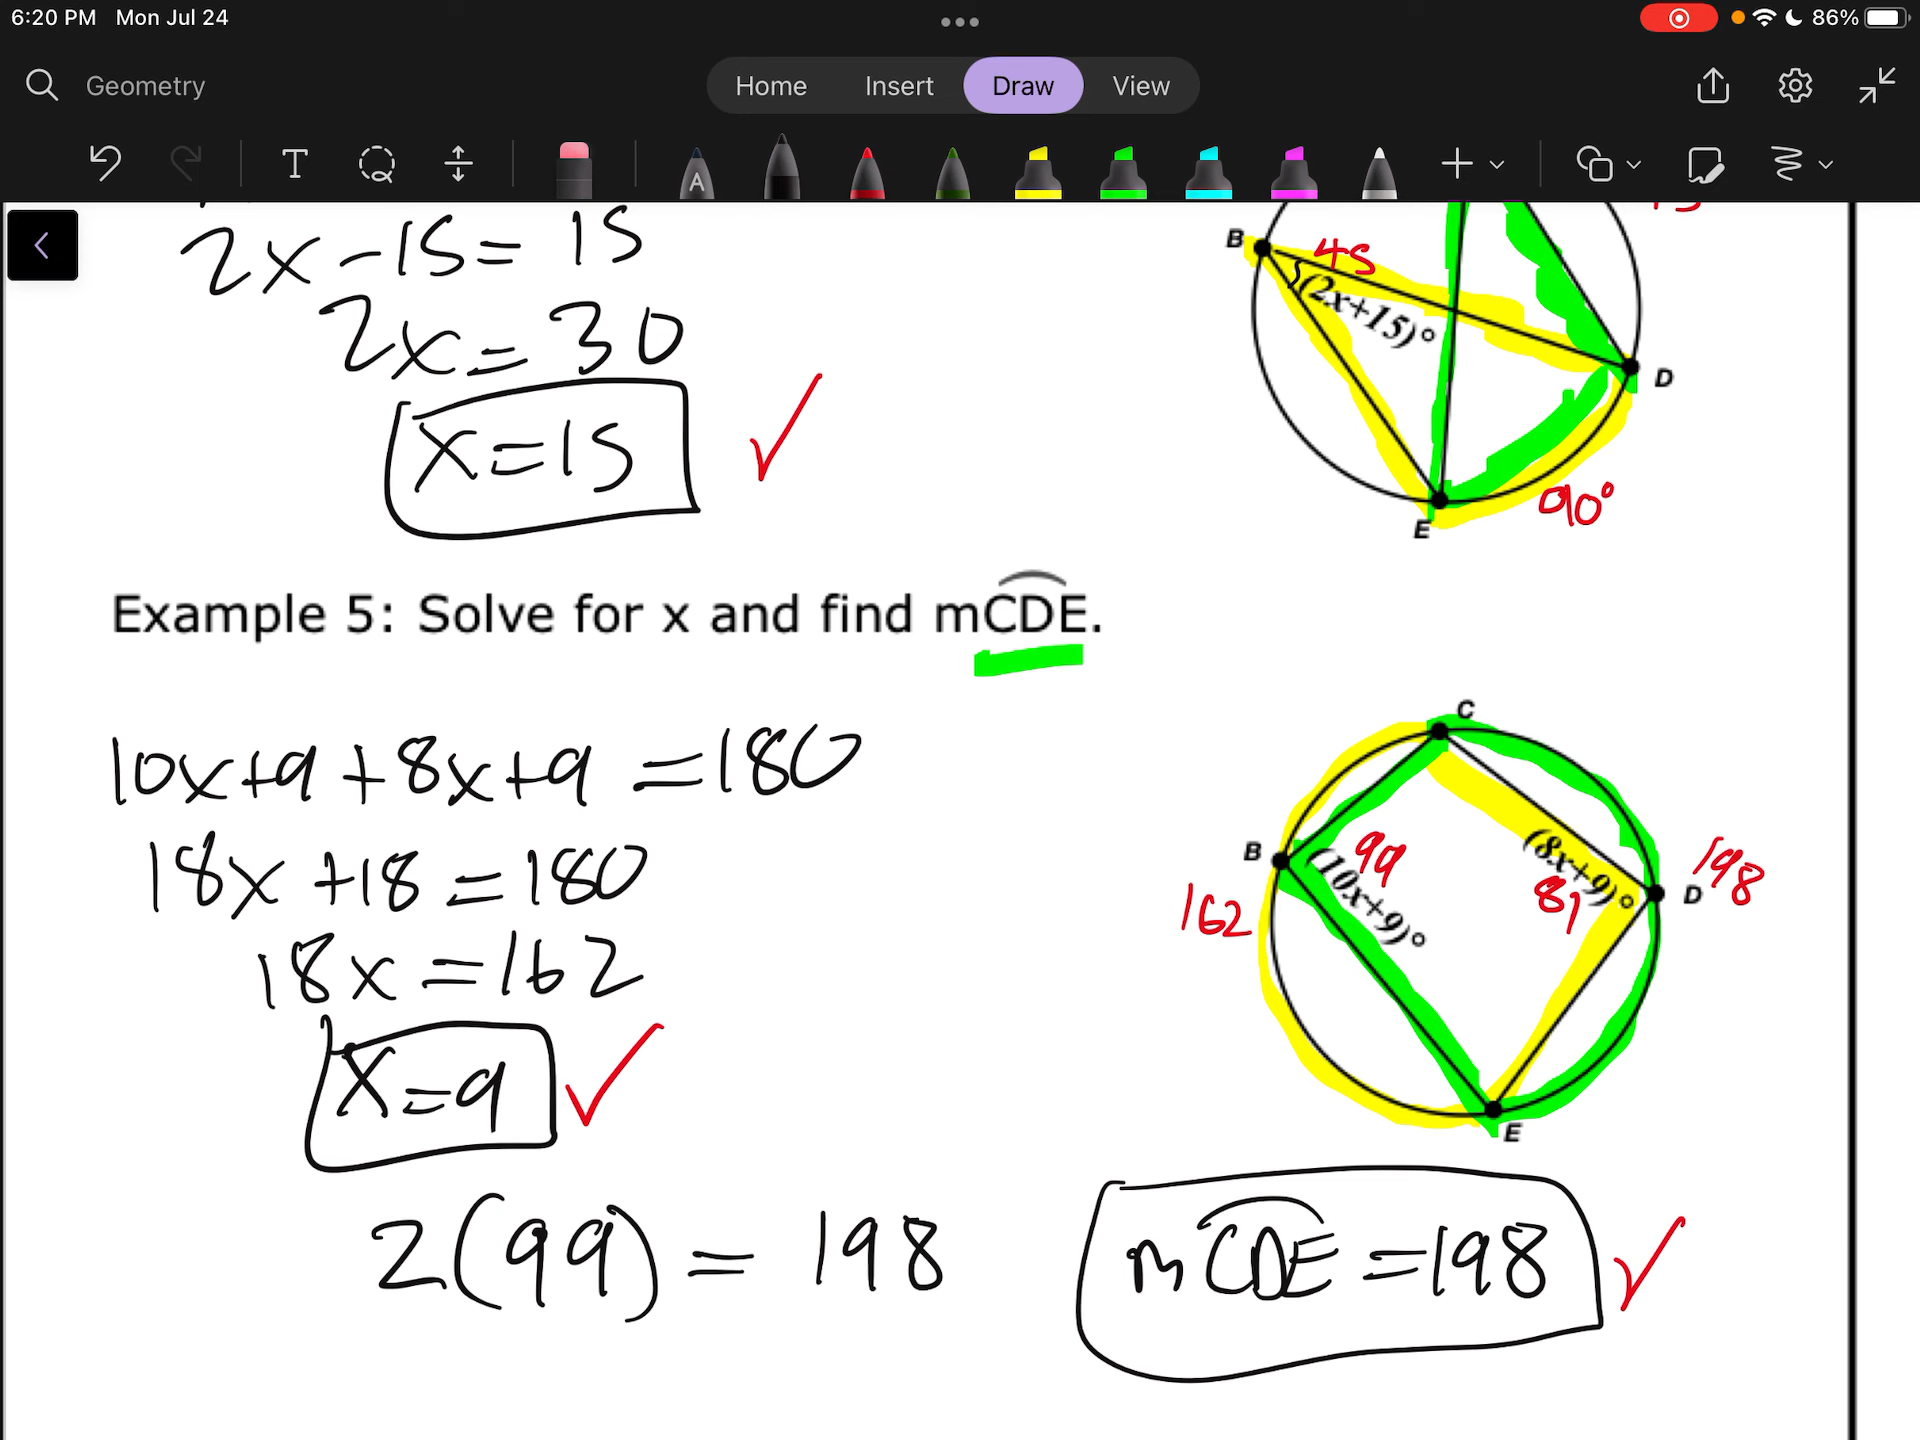 6:20 PM Mon Jul 24
86%
Geometry
Home Insert Draw View
T
A
2x-15= 15
2x= 30
x=15
B
45
(2x+15)°
D
90°
E
Example 5: Solve for x and find mCDE.
10x+9 +8x+9 =180
18x +18 =180
18x =162
x=9
2(99) = 198
C
B
99
(10x+9)°
(8x+9)°
81
198
D
162
E
mCDE =198